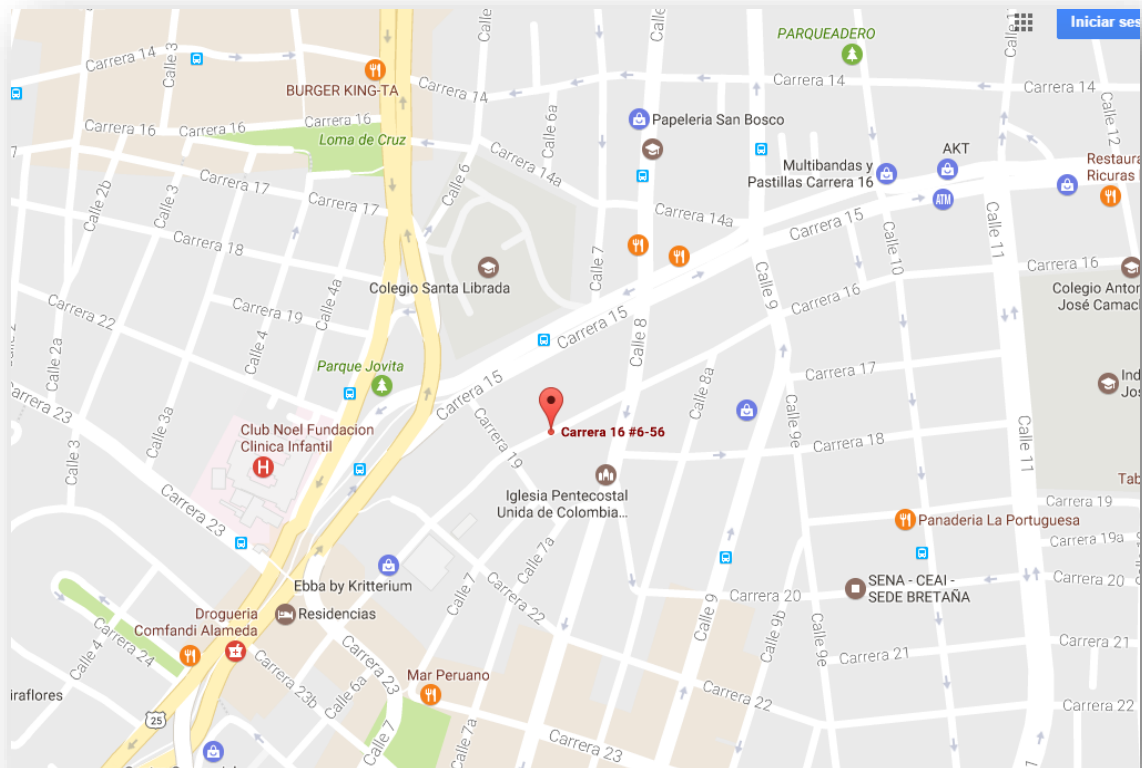 Iniciar ses
PARQUEADERO
Calle 3
Calle
Calle
Calle 11
Carrera 14
BURGER KING-TA
Carrera 14
Calle 6a
Carrera 14
Carrera 14
Carrera 16
Carrera 16
Carrera 16
Papeleria San Bosco
Calle 12
Loma de Cruz
AKT
Carrera 14a
Multibandas y
Pastillas Carrera 16
Restaura
Ricuras
Carrera 17
Calle 6
ATM
Calle 2b
Calle 3
Carrera 17
Carrera 14a
Carrera 15
Calle 11
Carrera 18
Calle 7
Calle 10
Calle 9
Carrera 16
Colegio Santa Librada
Calle 4a
Carrera 16
Colegio Anton
José Camac
Carrera 22
Carrera 19
Carrera 15
Calle 8
Calle 4
Calle 2a
Parque Jovita
Carrera 15
Calle 8a
Carrera 17
Ind
Jos
arrera 23
Calle 3a
Club Noel Fundacion
Clinica Infantil
H
Carrera 16 #6-56
Carrera 19
Calle 9e
Carrera 18
Calle 11
Calle 3
Iglesia Pentecostal
Unida de Colombia...
Tab
Carrera 23
Carrera 19
Panaderia La Portuguesa
Calle 7a
Carrera 19a
Ebba by Kritterium
Calle 7
Carrera 22
Calle 9
Carrera 20
SENA - CEAI -
SEDE BRETAÑA
Carrera 20
Drogueria
Comfandi Alameda
Residencias
Calle 9b
Calle 9e
Carrera 24
Calle 4
Carrera 23
Carrera 21
Carrera 21
iraflores
Mar Peruano
Carrera 23b
Calle 6a
Carrera 22
Carrera 22
25
Calle 7
Calle 7a
Carrera 23